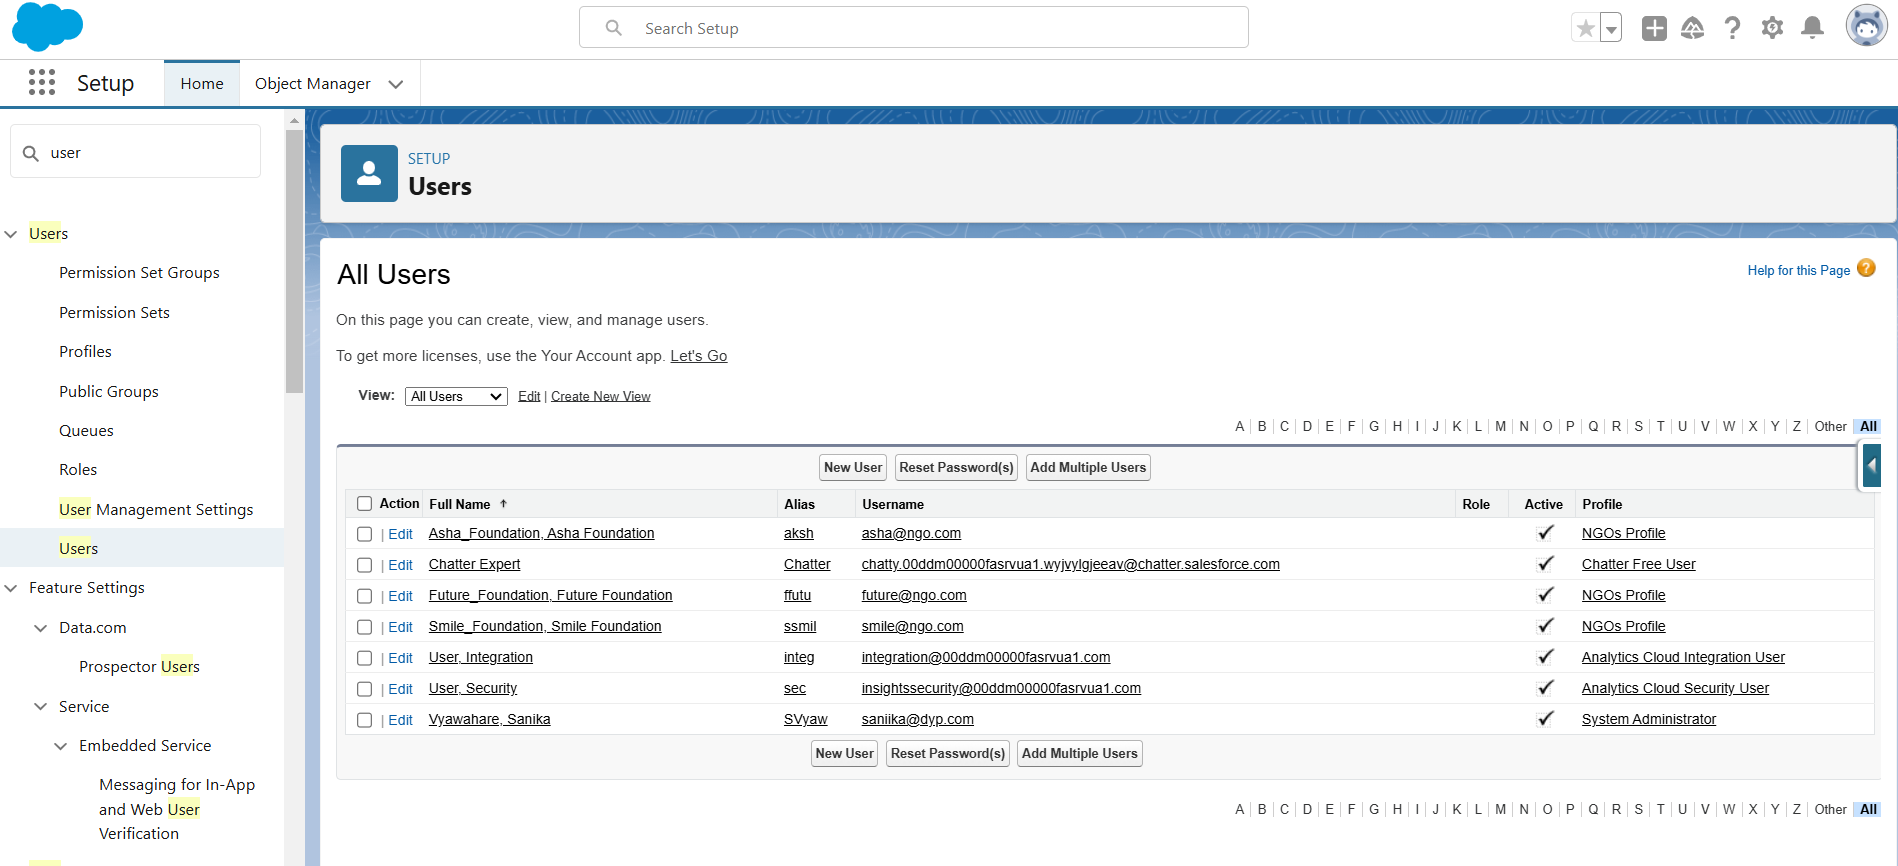 Search Setup
Setup
Home
Object Manager
user
Users
Permission Set Groups
Permission Sets
Profiles
Public Groups
Queues
Roles
User Management Settings
Users
Feature Settings
Data.com
Prospector Users
Service
Embedded Service
Messaging for In-App
and Web User
Verification
SETUP
Users
All Users
Help for this Page ?
On this page you can create, view, and manage users.
To get more licenses, use the Your Account app. Let's Go
View: All Users Edit | Create New View
A | B | C | D | E | F | G | H | I | J | K | L | M | N | O | P | Q | R | S | T | U | V | W | X | Y | Z | Other All
New User Reset Password(s) Add Multiple Users
Action Full Name ↑ Alias Username Role Active Profile
| Edit Asha_Foundation, Asha Foundation aksh asha@ngo.com NGOs Profile
| Edit Chatter Expert Chatter chatty.00ddm00000fasrvua1.wyjvylgjeeav@chatter.salesforce.com Chatter Free User
| Edit Future_Foundation, Future Foundation ffutu future@ngo.com NGOs Profile
| Edit Smile_Foundation, Smile Foundation ssmil smile@ngo.com NGOs Profile
| Edit User, Integration integ integration@00ddm00000fasrvua1.com Analytics Cloud Integration User
| Edit User, Security sec insightssecurity@00ddm00000fasrvua1.com Analytics Cloud Security User
| Edit Vyawahare, Sanika SVyaw saniika@dyp.com System Administrator
New User Reset Password(s) Add Multiple Users
A | B | C | D | E | F | G | H | I | J | K | L | M | N | O | P | Q | R | S | T | U | V | W | X | Y | Z | Other All